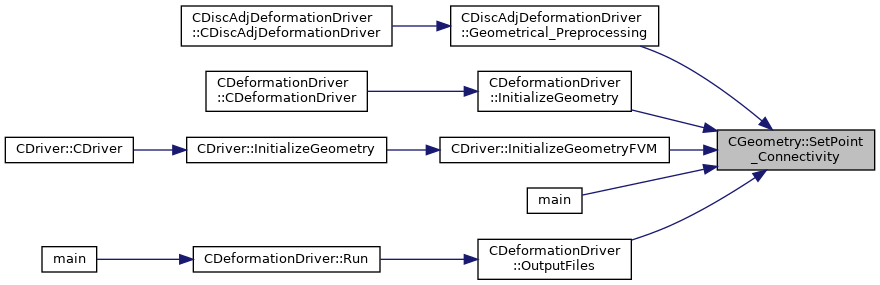 CDiscAdjDeformationDriver
::CDiscAdjDeformationDriver
CDiscAdjDeformationDriver
::Geometrical_Preprocessing
CDeformationDriver
::CDeformationDriver
CDeformationDriver
::InitializeGeometry
CDriver::CDriver
CDriver::InitializeGeometry
CDriver::InitializeGeometryFVM
CGeometry::SetPoint
_Connectivity
main
main
CDeformationDriver::Run
CDeformationDriver
::OutputFiles